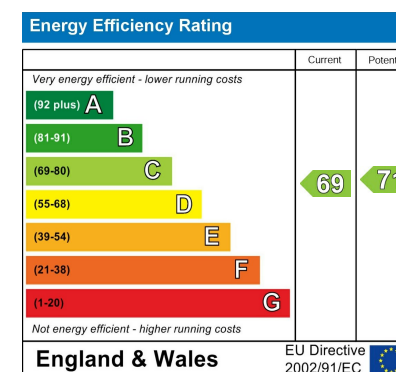 Energy Efficiency Rating
Current Potent
Very energy efficient - lower running costs
(92 plus) A
(81-91) B
(69-80) C
69 71
(55-68) D
(39-54) E
(21-38) F
(1-20) G
Not energy efficient - higher running costs
England & Wales
EU Directive
2002/91/EC